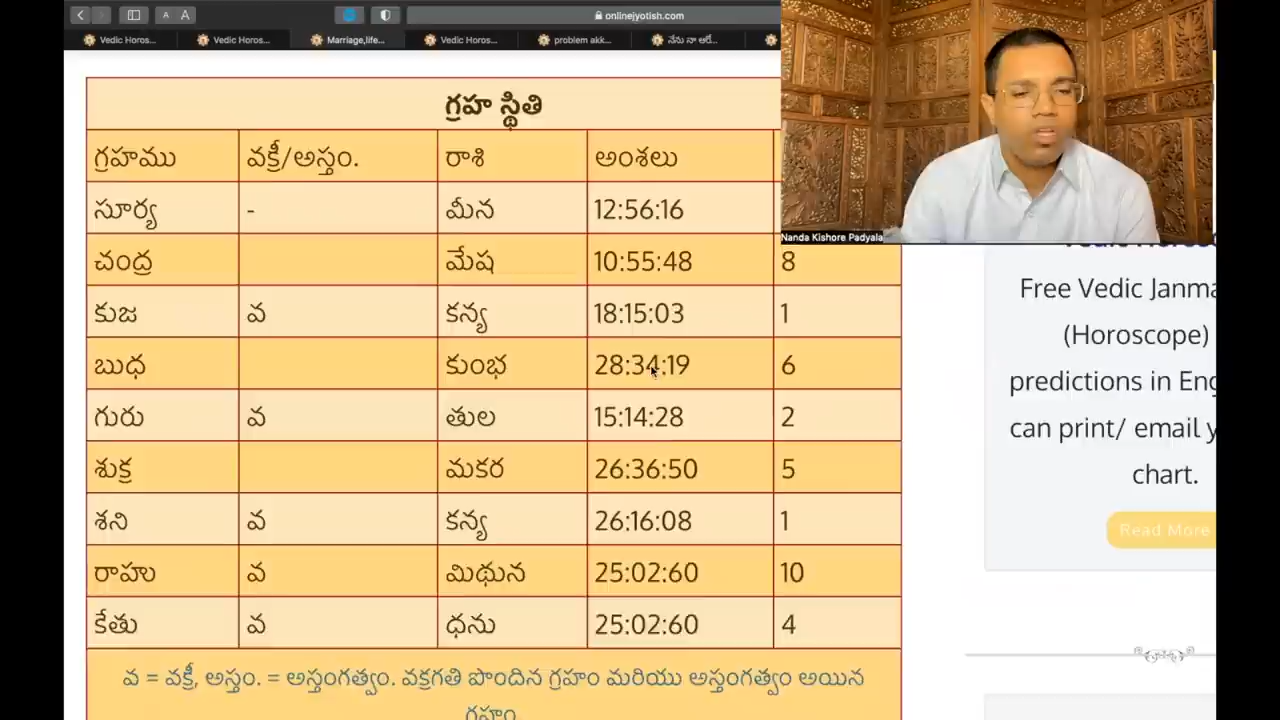 onlinejyotish.com
A A
Vedic Horos... Vedic Horos... Marriage,life... Vedic Horos... problem akk... నేను నా ఆరే...
Nanda Kishore Padyala
గ్రహ స్థితి
గ్రహము వక్రీ/అస్తం. రాశి అంశలు
సూర్య - మీన 12:56:16
చంద్ర మేష 10:55:48 8
కుజ వ కన్య 18:15:03 1
బుధ కుంభ 28:34:19 6
గురు వ తుల 15:14:28 2
శుక్ర మకర 26:36:50 5
శని వ కన్య 26:16:08 1
రాహు వ మిథున 25:02:60 10
కేతు వ ధను 25:02:60 4
వ = వక్రీ, అస్తం. = అస్తంగత్వం. వక్రగతి పొందిన గ్రహం మరియు అస్తంగత్వం అయిన
గ్రహం
Free Vedic Janma
(Horoscope)
predictions in Eng
can print/ email y
chart.
Read More